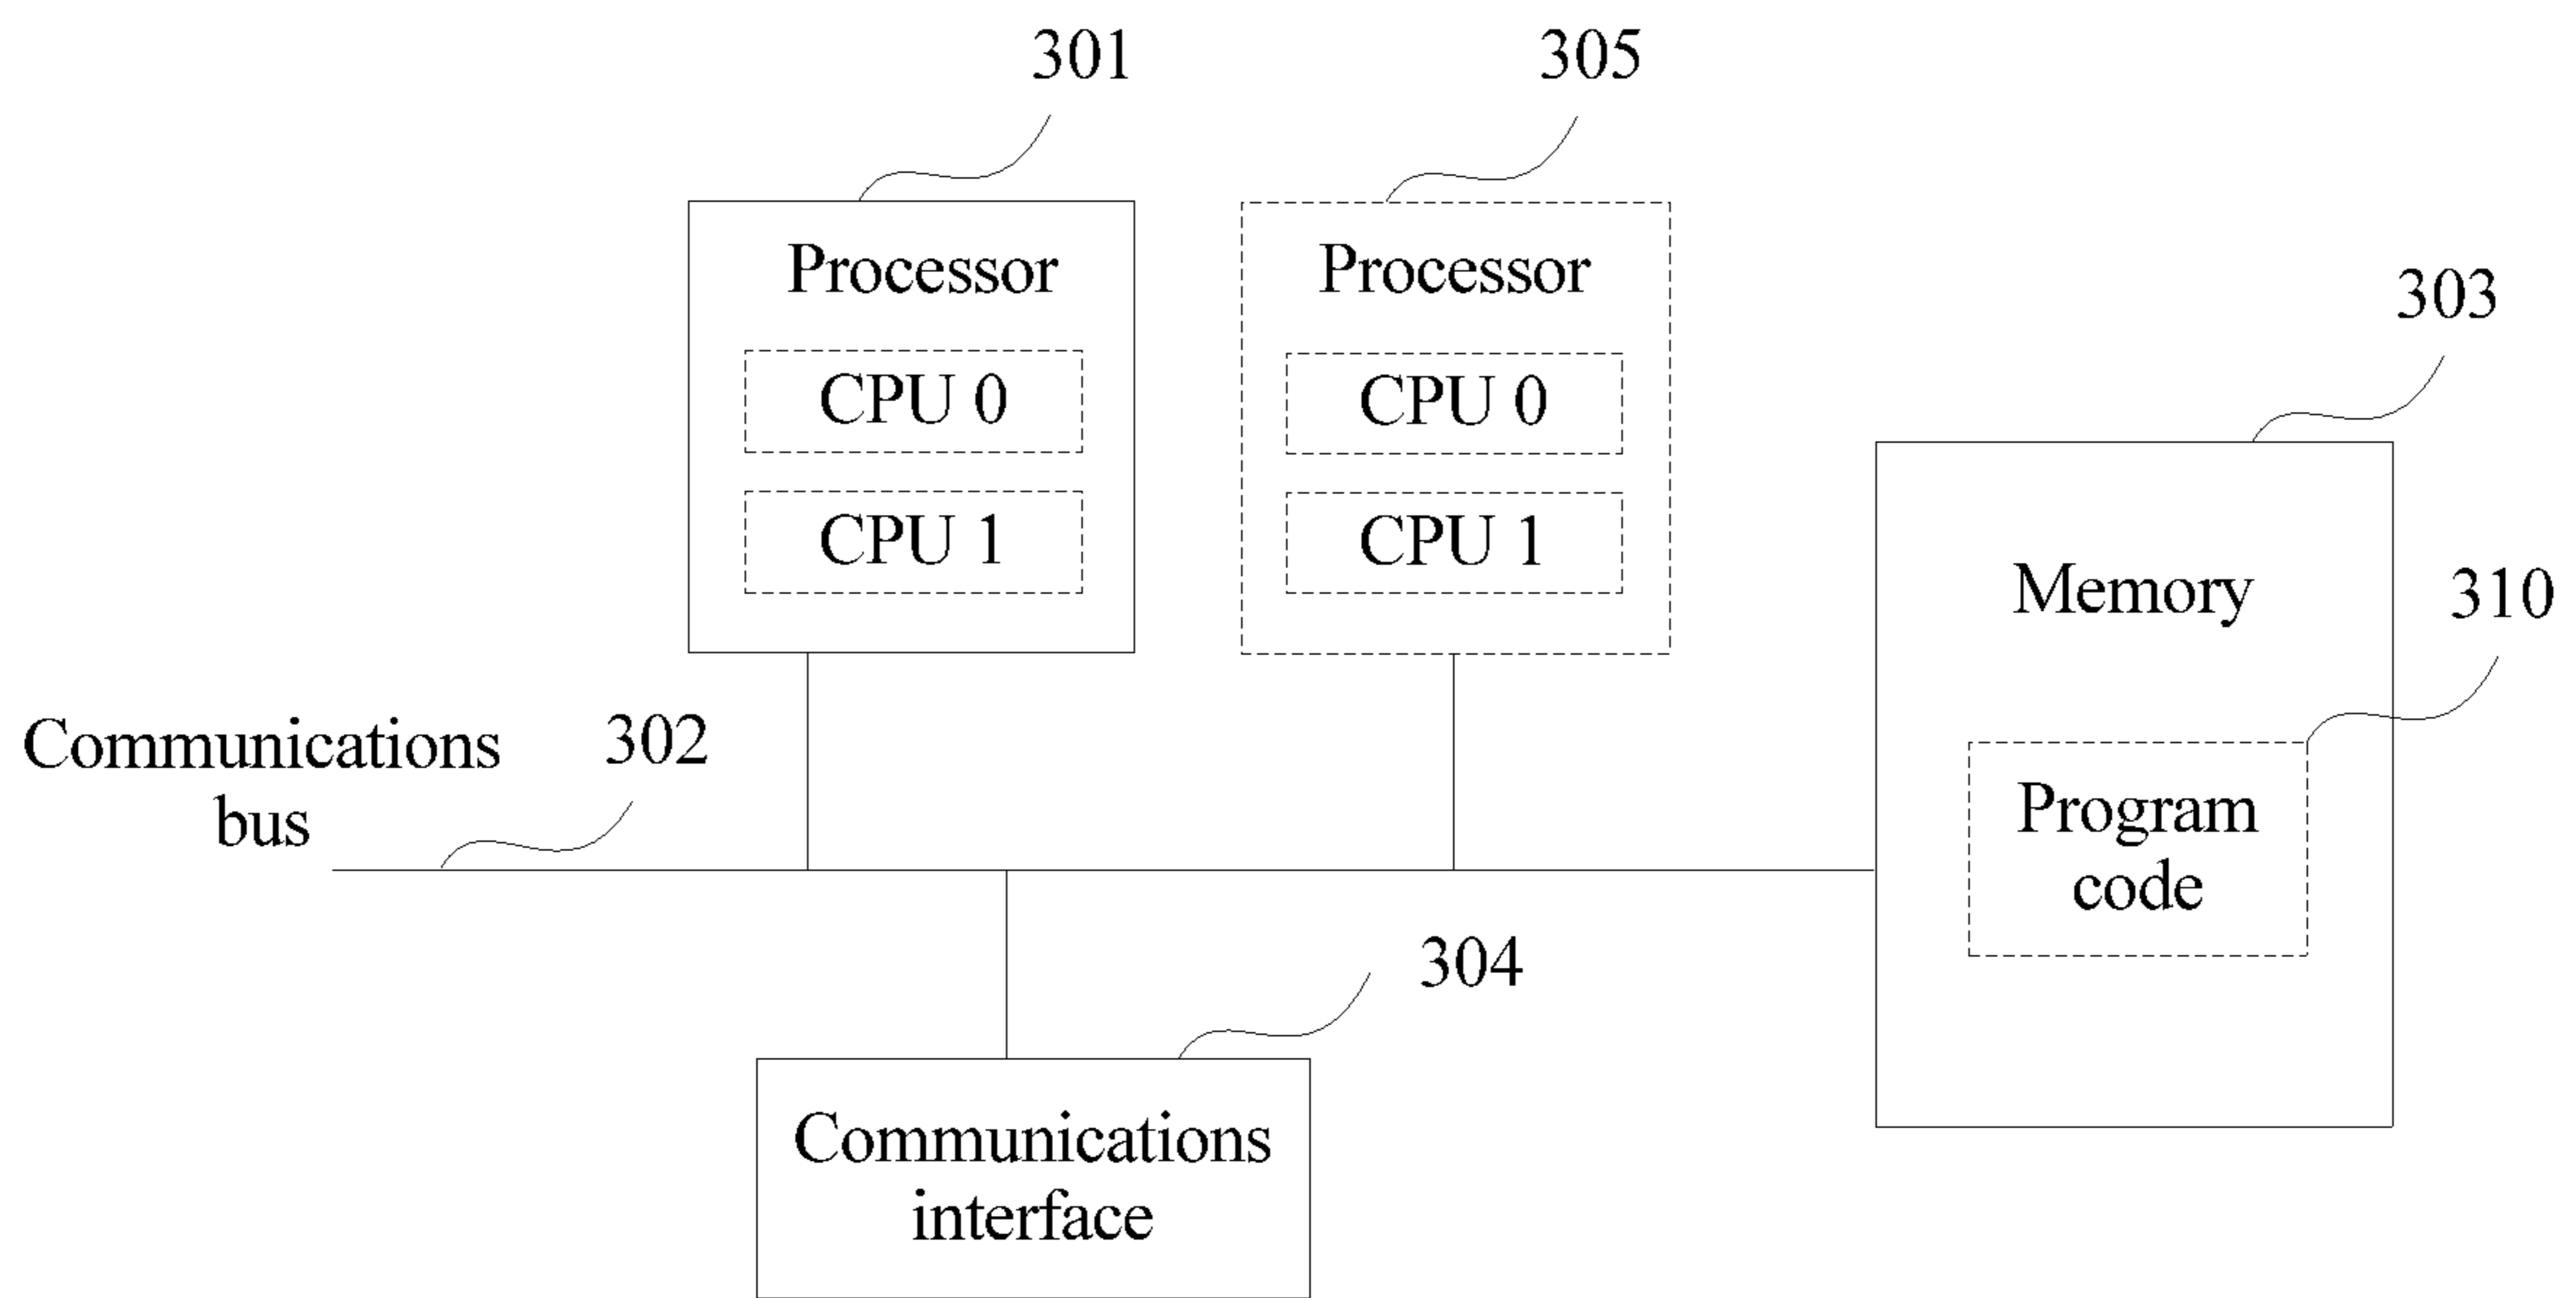 301
305
Processor
CPU 0
CPU 1
Processor
CPU 0
CPU 1
303
Memory
310
Program
code
Communications
bus
302
304
Communications
interface